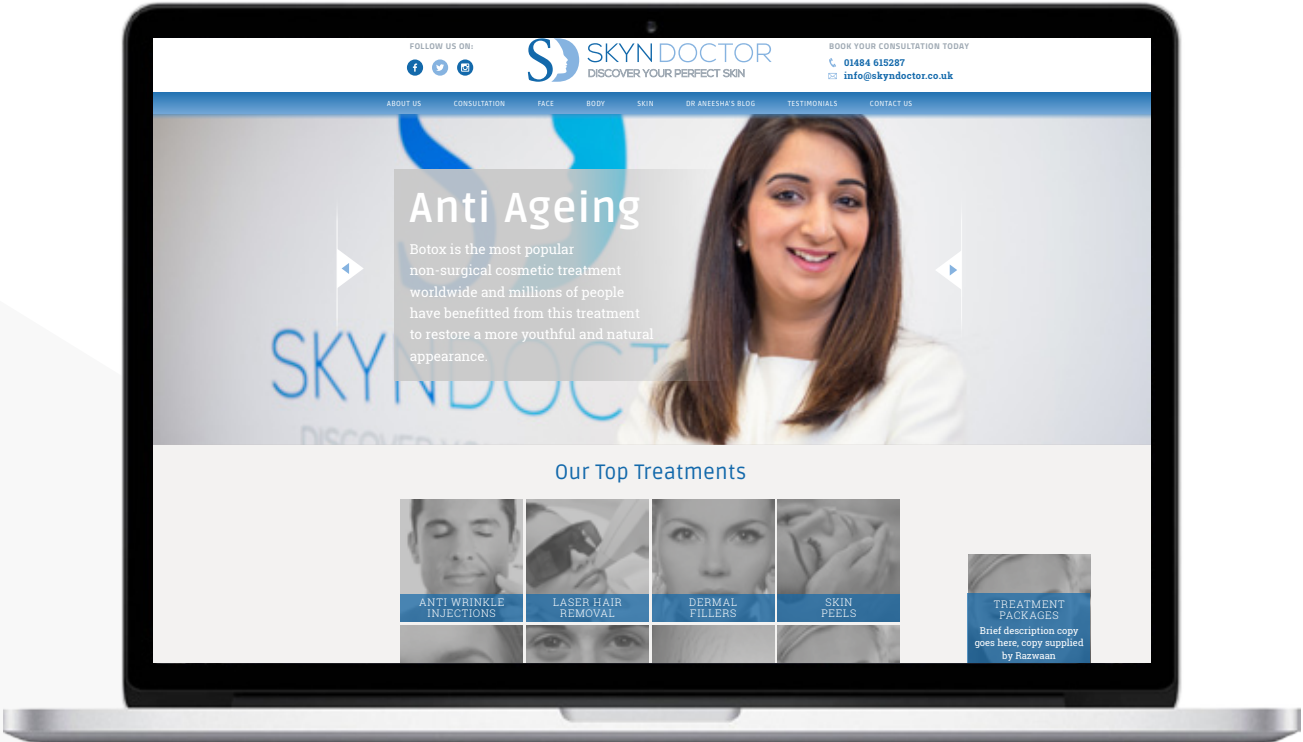 FOLLOW US ON:
SKYN DOCTOR
DISCOVER YOUR PERFECT SKIN
BOOK YOUR CONSULTATION TODAY
01484 615287
info@skyndoctor.co.uk
ABOUT US CONSULTATION FACE BODY SKIN DR ANEESHA'S BLOG TESTIMONIALS CONTACT US
Anti Ageing
Botox is the most popular
non-surgical cosmetic treatment
worldwide and millions of people
have benefitted from this treatment
to restore a more youthful and natural
appearance.
SKYNDOCT
DISCOVER YO
Our Top Treatments
ANTI WRINKLE
INJECTIONS
LASER HAIR
REMOVAL
DERMAL
FILLERS
SKIN
PEELS
TREATMENT
PACKAGES
Brief description copy
goes here, copy supplied
by Razwaan